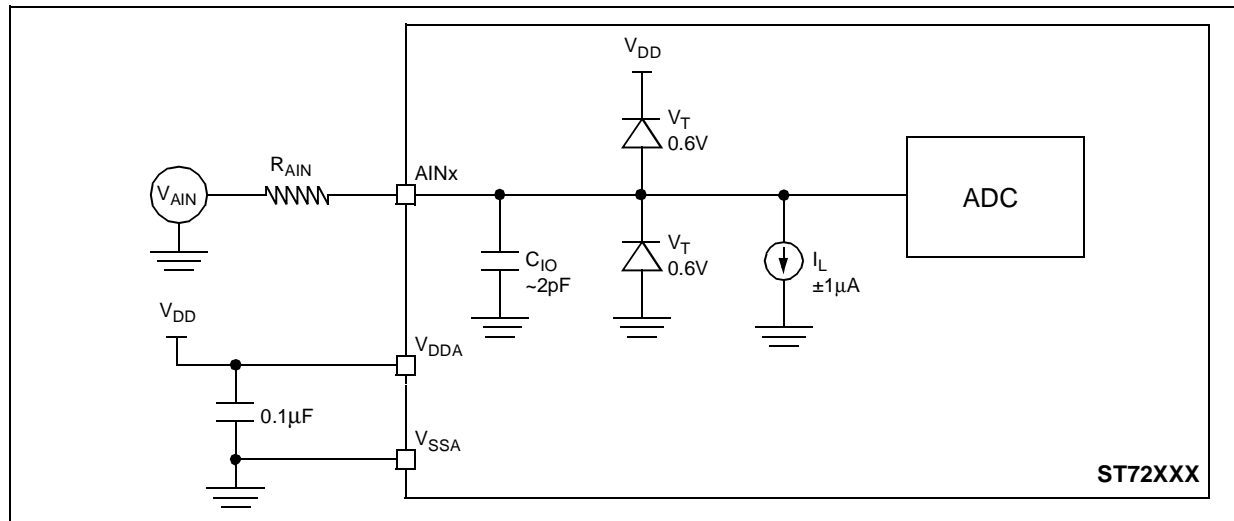 V_DD
V_T
0.6V
R_AIN
AINx
V_AIN
ADC
V_T
0.6V
C_IO
~2pF
I_L
±1μA
V_DD
V_DDA
0.1μF
V_SSA
ST72XXX